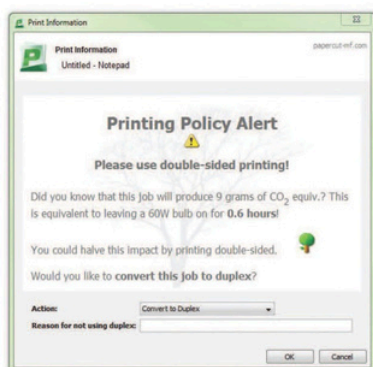 Print Information
Print Information
papercut-mf.com
Untitled - Notepad
Printing Policy Alert
Please use double-sided printing!
Did you know that this job will produce 9 grams of CO2 equiv.? This
is equivalent to leaving a 60W bulb on for 0.6 hours!
You could halve this impact by printing double-sided.
Would you like to convert this job to duplex?
Action: Convert to Duplex
Reason for not using duplex:
OK Cancel